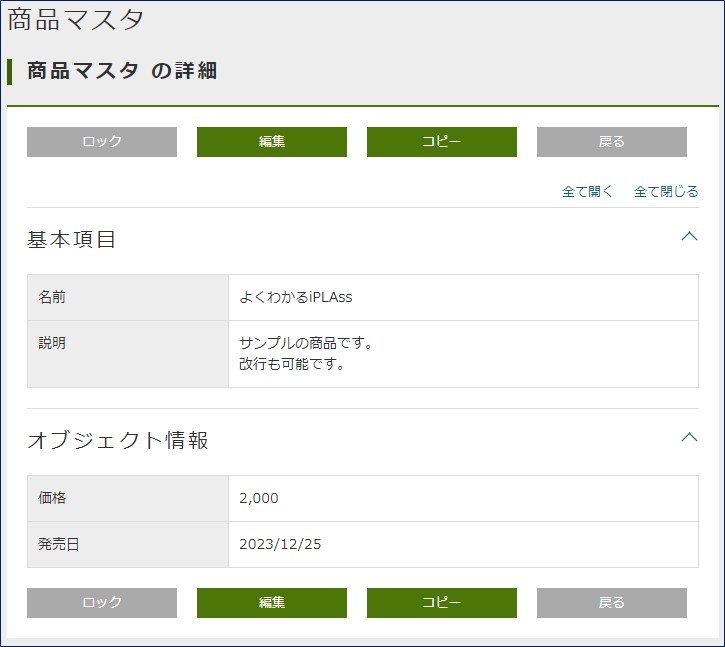 商品マスタ
商品マスタ の詳細
ロック 編集 コピー 戻る
全て開く 全て閉じる
基本項目
名前 よくわかるiPLAss
説明 サンプルの商品です。
改行も可能です。
オブジェクト情報
価格 2,000
発売日 2023/12/25
ロック 編集 コピー 戻る